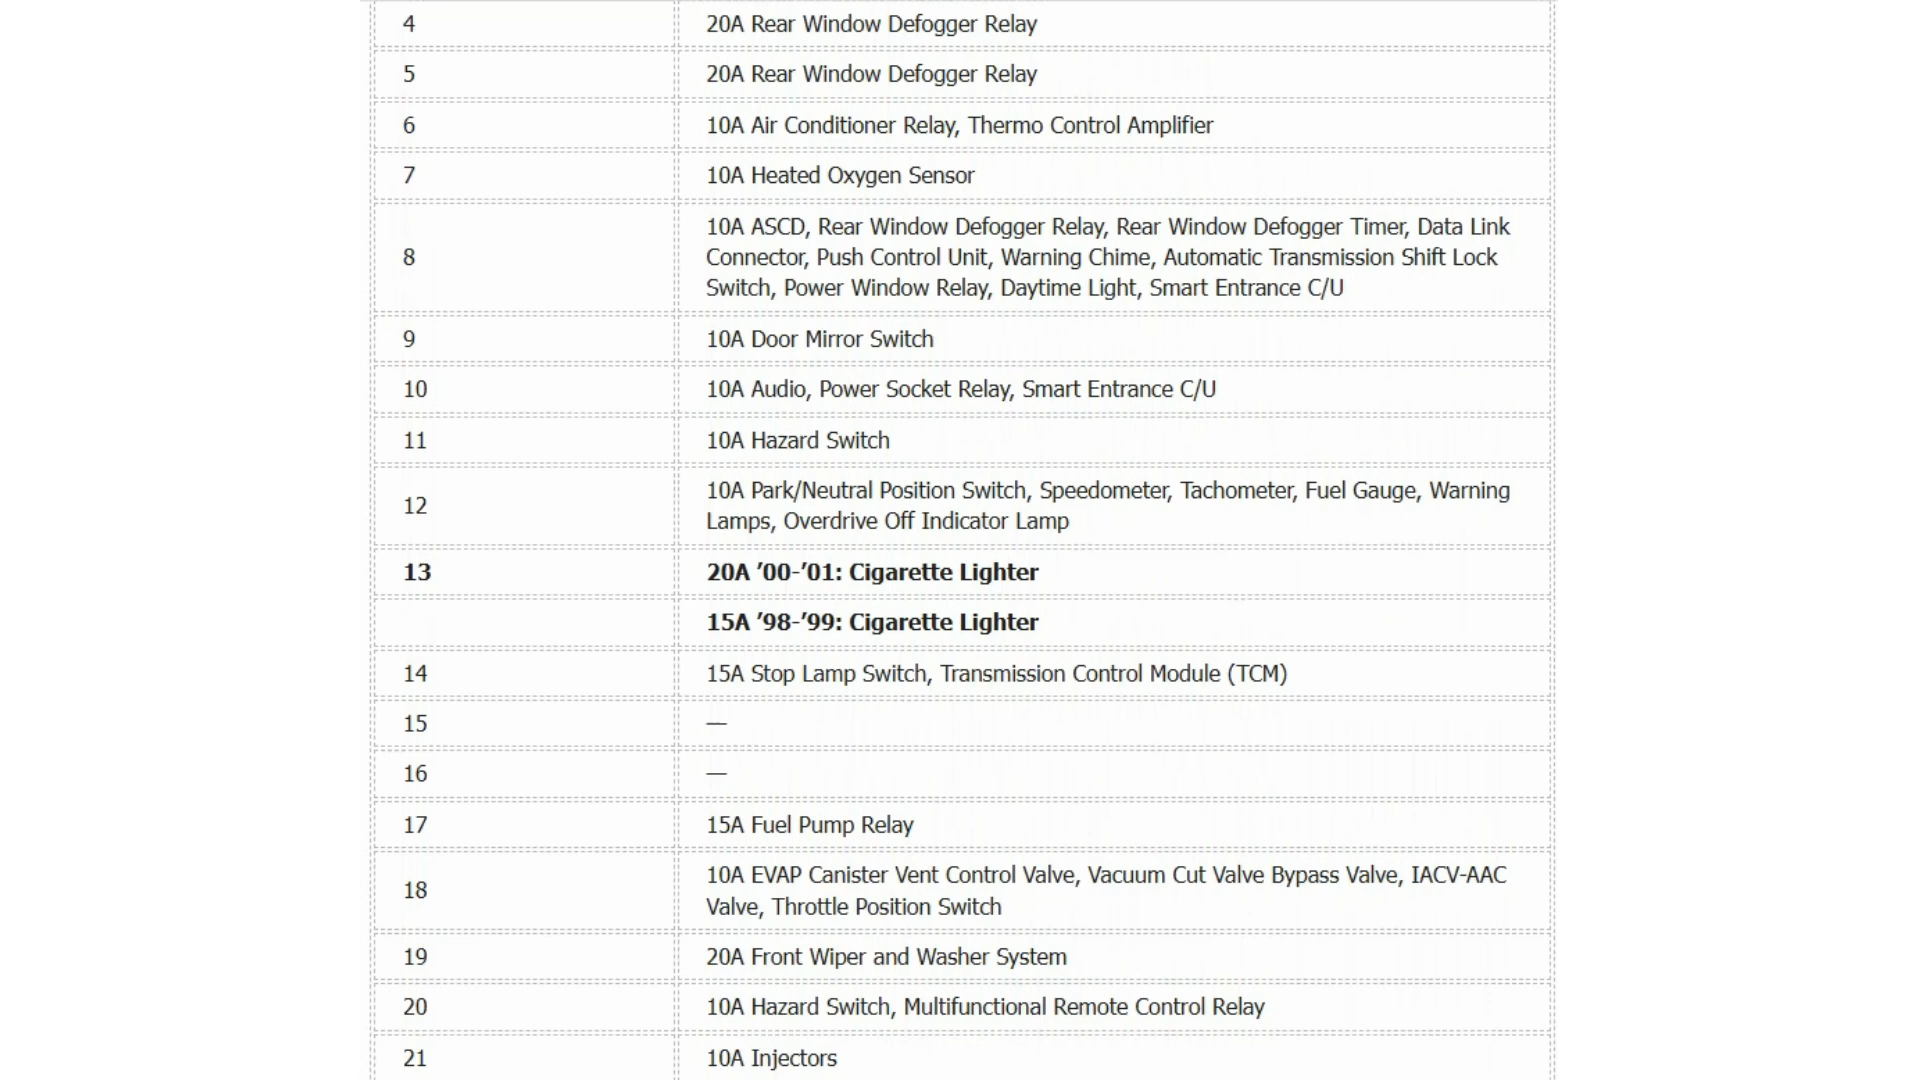 4
20A Rear Window Defogger Relay
5
20A Rear Window Defogger Relay
6
10A Air Conditioner Relay, Thermo Control Amplifier
7
10A Heated Oxygen Sensor
8
10A ASCD, Rear Window Defogger Relay, Rear Window Defogger Timer, Data Link
Connector, Push Control Unit, Warning Chime, Automatic Transmission Shift Lock
Switch, Power Window Relay, Daytime Light, Smart Entrance C/U
9
10A Door Mirror Switch
10
10A Audio, Power Socket Relay, Smart Entrance C/U
11
10A Hazard Switch
12
10A Park/Neutral Position Switch, Speedometer, Tachometer, Fuel Gauge, Warning
Lamps, Overdrive Off Indicator Lamp
13
20A ’00-’01: Cigarette Lighter
15A ’98-’99: Cigarette Lighter
14
15A Stop Lamp Switch, Transmission Control Module (TCM)
15
—
16
—
17
15A Fuel Pump Relay
18
10A EVAP Canister Vent Control Valve, Vacuum Cut Valve Bypass Valve, IACV-AAC
Valve, Throttle Position Switch
19
20A Front Wiper and Washer System
20
10A Hazard Switch, Multifunctional Remote Control Relay
21
10A Injectors